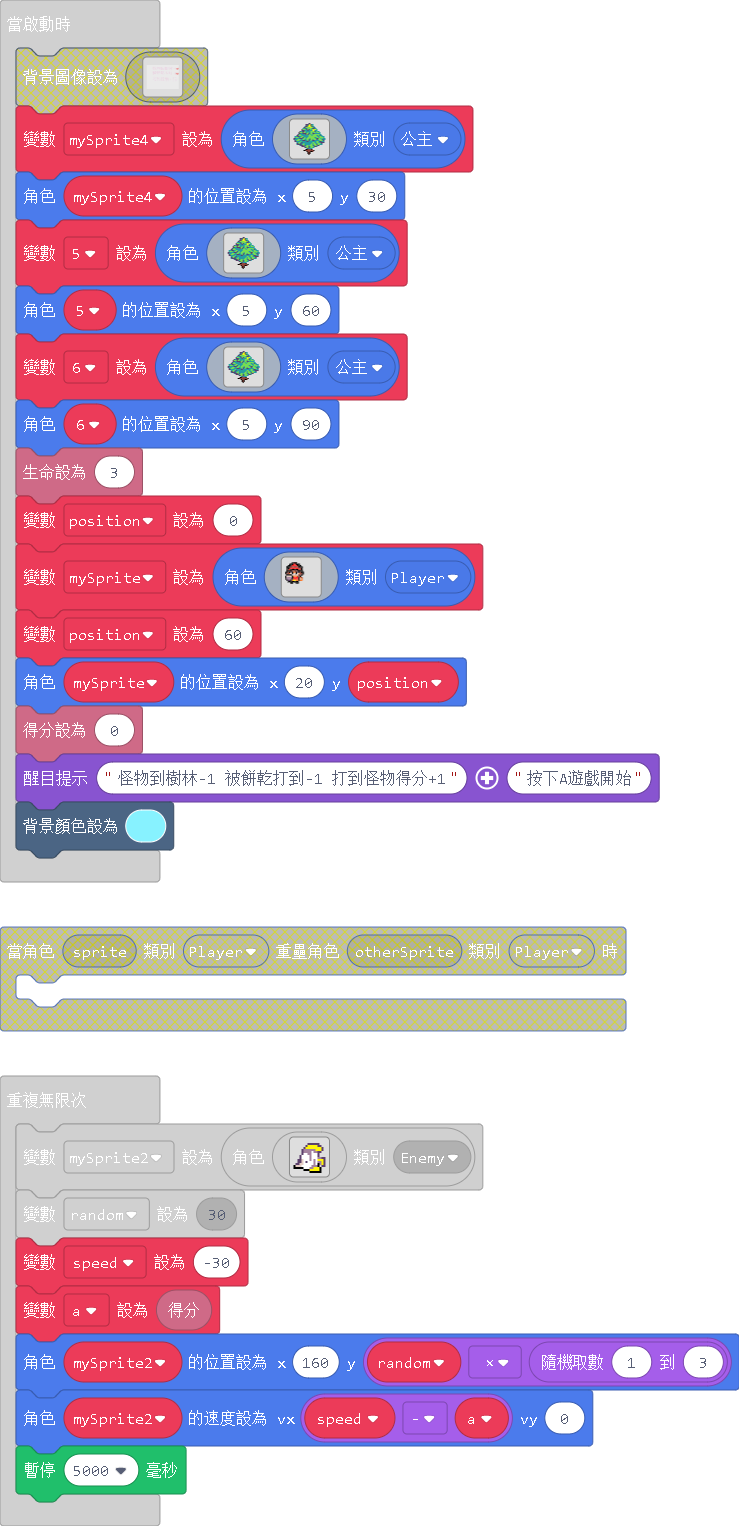 當啟動時
背景圖像設為
變數 mySprite4 設為 角色 類別 公主
角色 mySprite4 的位置設為 x 5 y 30
變數 5 設為 角色 類別 公主
角色 5 的位置設為 x 5 y 60
變數 6 設為 角色 類別 公主
角色 6 的位置設為 x 5 y 90
生命設為 3
變數 position 設為 0
變數 mySprite 設為 角色 類別 Player
變數 position 設為 60
角色 mySprite 的位置設為 x 20 y position
得分設為 0
醒目提示 "怪物到樹林-1 被餅乾打到-1 打到怪物得分+1" "按下A遊戲開始"
背景顏色設為
當角色 sprite 類別 Player 重疊角色 otherSprite 類別 Player 時
重複無限次
變數 mySprite2 設為 角色 類別 Enemy
變數 random 設為 30
變數 speed 設為 -30
變數 a 設為 得分
角色 mySprite2 的位置設為 x 160 y random × 隨機取數 1 到 3
角色 mySprite2 的速度設為 vx speed - a vy 0
暫停 5000 毫秒